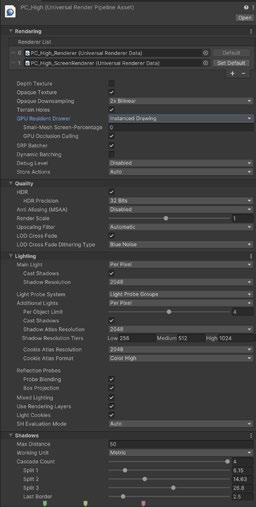 PC_High (Universal Render Pipeline Asset)
Open
Rendering
Renderer List
0 PC_High_Renderer (Universal Renderer Data) Default
1 PC_High_ScreenRenderer (Universal Renderer Data) Set Default
+ −
Depth Texture
Opaque Texture
Opaque Downsampling 2x Bilinear
Terrain Holes
GPU Resident Drawer Instanced Drawing
Small-Mesh Screen-Percentage 0
GPU Occlusion Culling
SRP Batcher
Dynamic Batching
Debug Level Disabled
Store Actions Auto
Quality
HDR
HDR Precision 32 Bits
Anti Aliasing (MSAA) Disabled
Render Scale 1
Upscaling Filter Automatic
LOD Cross Fade
LOD Cross Fade Dithering Type Blue Noise
Lighting
Main Light Per Pixel
Cast Shadows
Shadow Resolution 2048
Light Probe System Light Probe Groups
Additional Lights Per Pixel
Per Object Limit 4
Cast Shadows
Shadow Atlas Resolution 2048
Shadow Resolution Tiers Low 256 Medium 512 High 1024
Cookie Atlas Resolution 2048
Cookie Atlas Format Color High
Reflection Probes
Probe Blending
Box Projection
Mixed Lighting
Use Rendering Layers
Light Cookies
SH Evaluation Mode Auto
Shadows
Max Distance 50
Working Unit Metric
Cascade Count 4
Split 1 6.15
Split 2 14.63
Split 3 26.8
Last Border 2.5